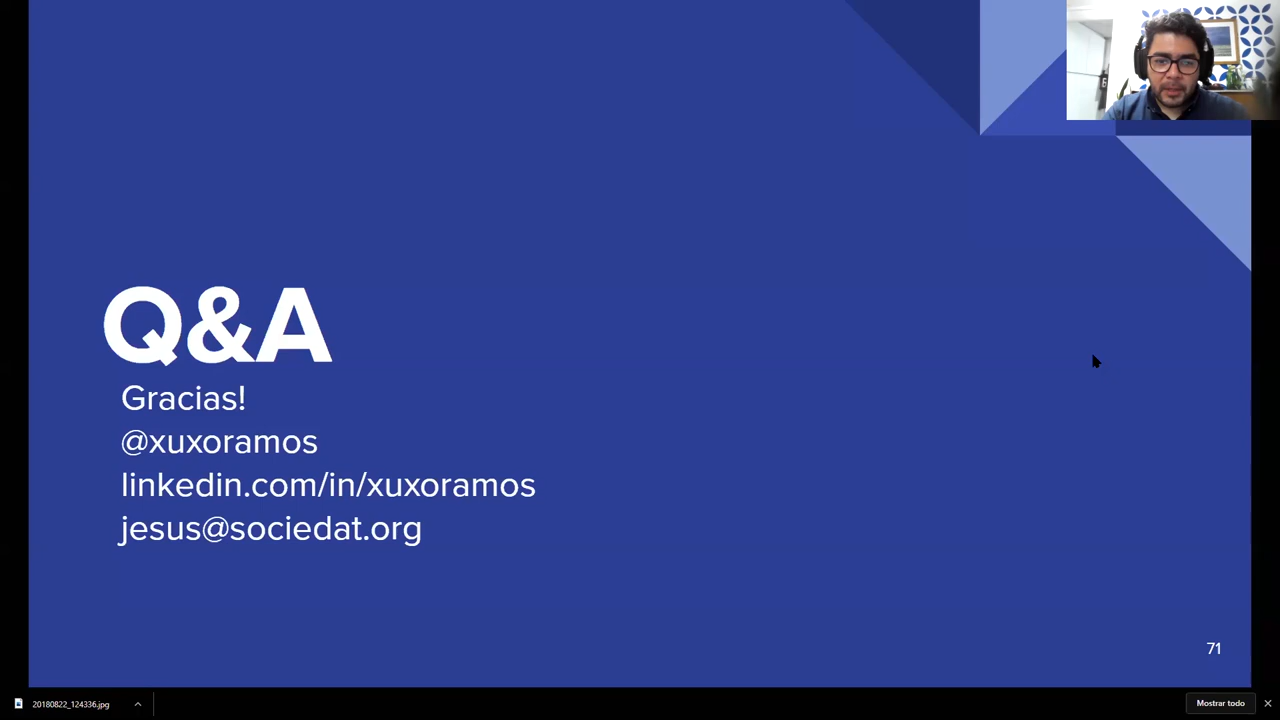 Q&A
Gracias!
@xuxoramos
linkedin.com/in/xuxoramos
jesus@sociedat.org
71
20180822_124336.jpg
Mostrar todo